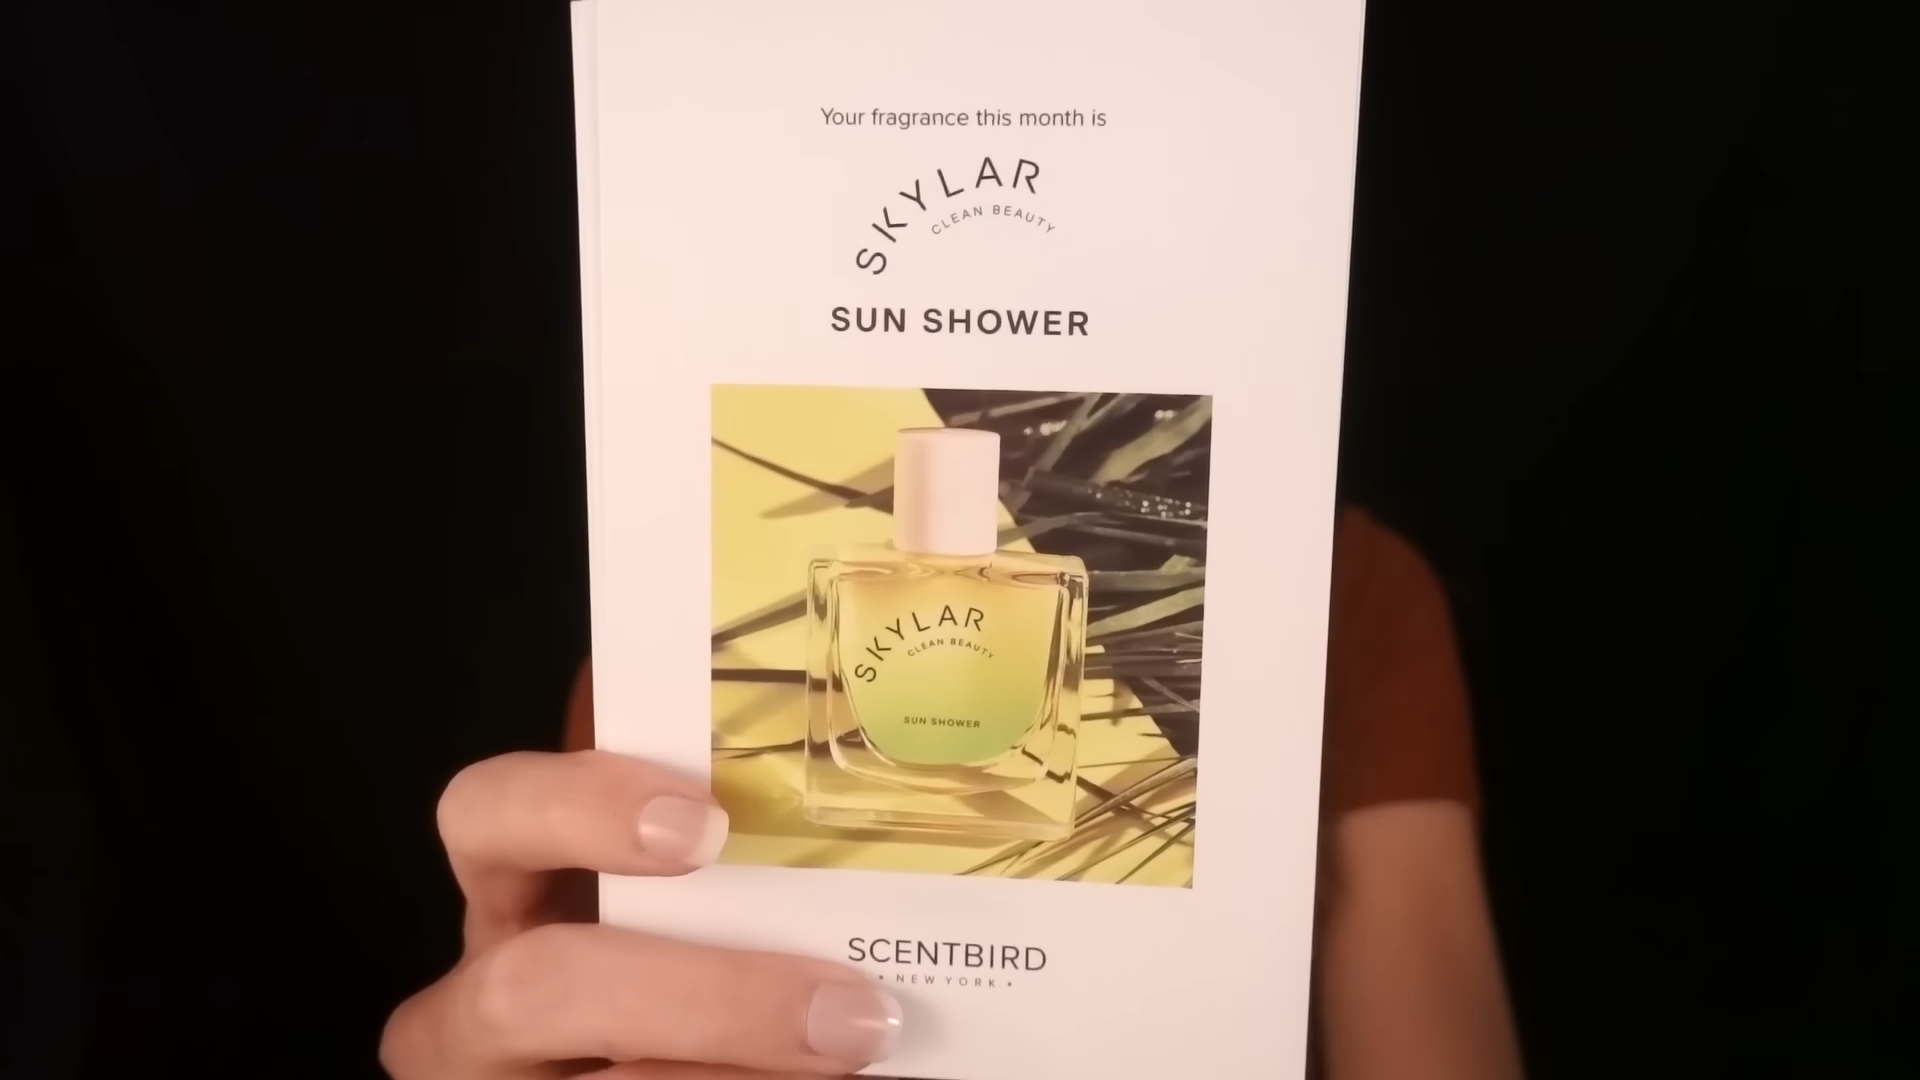 Your fragrance this month is
SKYLAR
CLEAN BEAUTY
SUN SHOWER
SKYLAR
CLEAN BEAUTY
SUN SHOWER
SCENTBIRD
• NEW YORK •